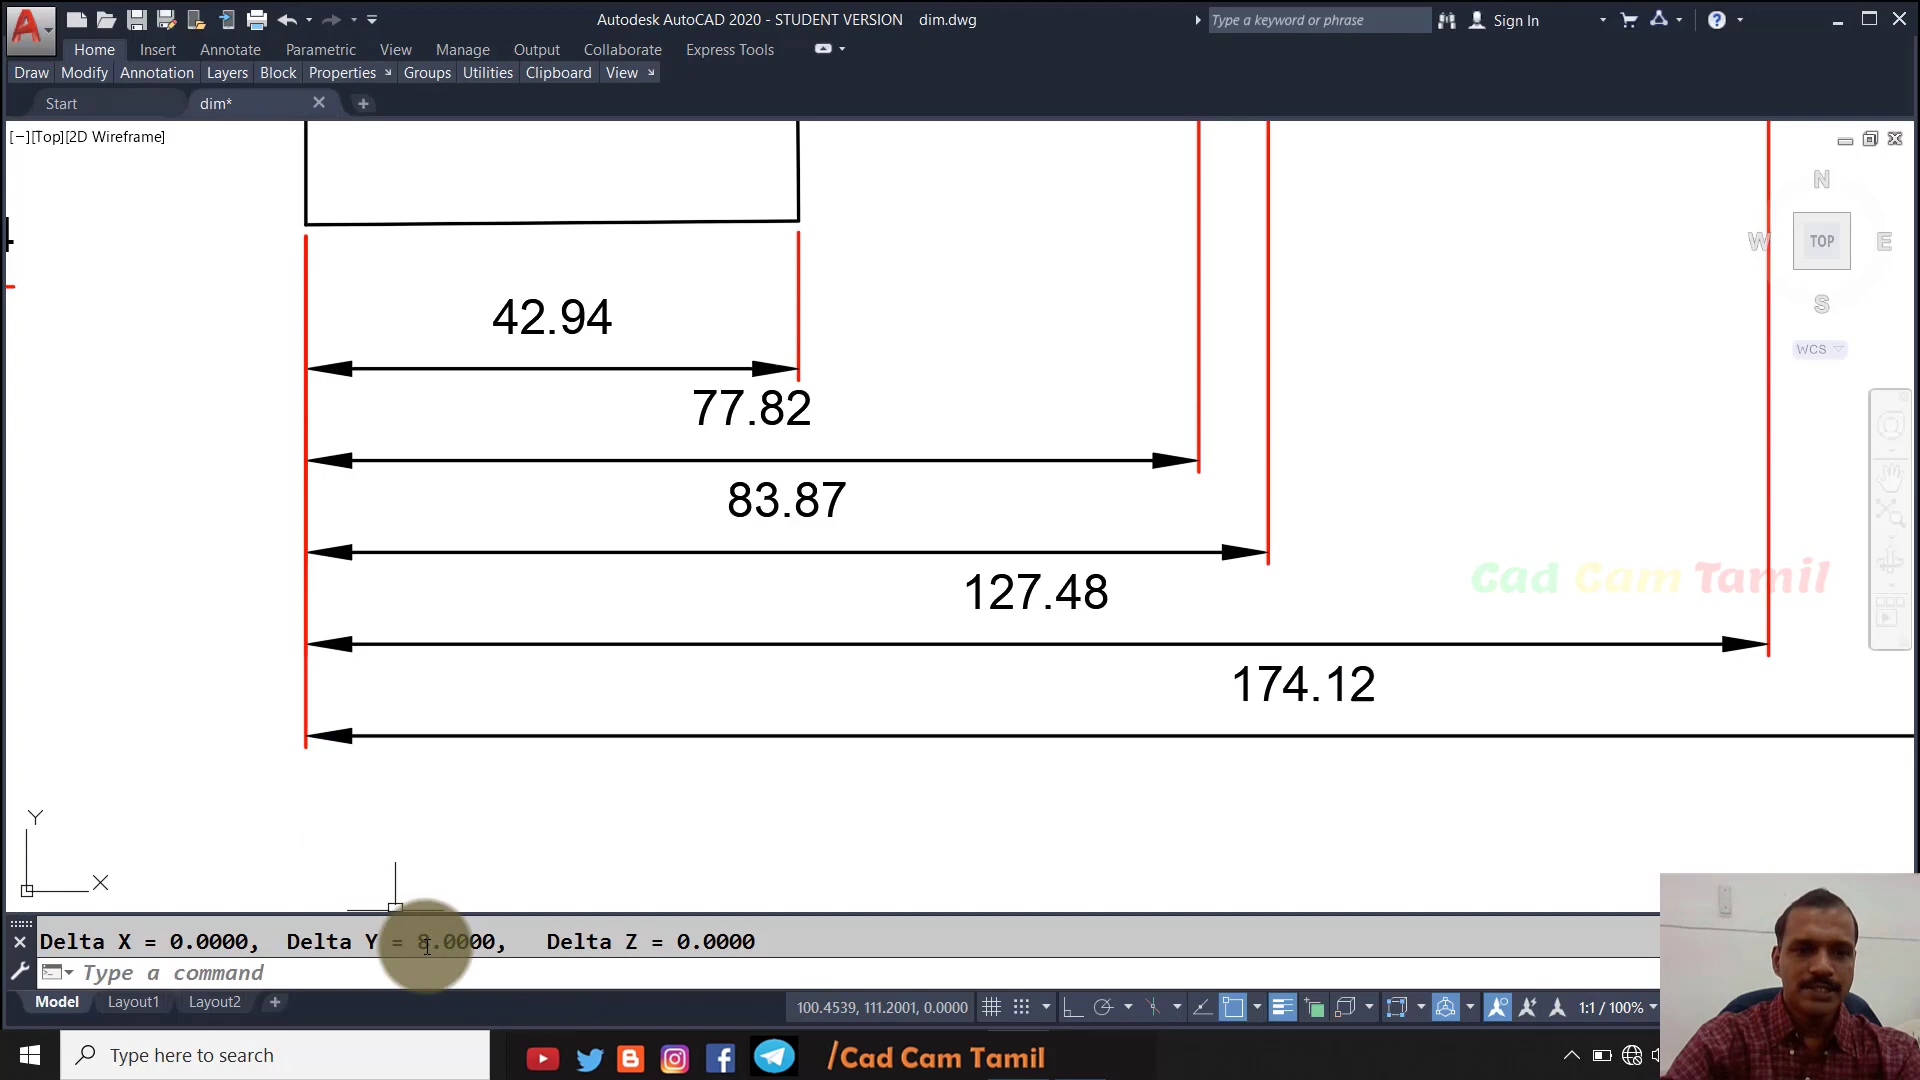 Autodesk AutoCAD 2020 - STUDENT VERSION dim.dwg
Type a keyword or phrase
Sign In
Home Insert Annotate Parametric View Manage Output Collaborate Express Tools
Draw Modify Annotation Layers Block Properties Groups Utilities Clipboard View
Start dim*
[−][Top][2D Wireframe]
N
W TOP E
S
WCS
42.94
77.82
83.87
Cad Cam Tamil
127.48
174.12
Y
X
Delta X = 0.0000, Delta Y = 8.0000, Delta Z = 0.0000
Type a command
Model Layout1 Layout2 +
100.4539, 111.2001, 0.0000
1:1 / 100%
Type here to search
/Cad Cam Tamil